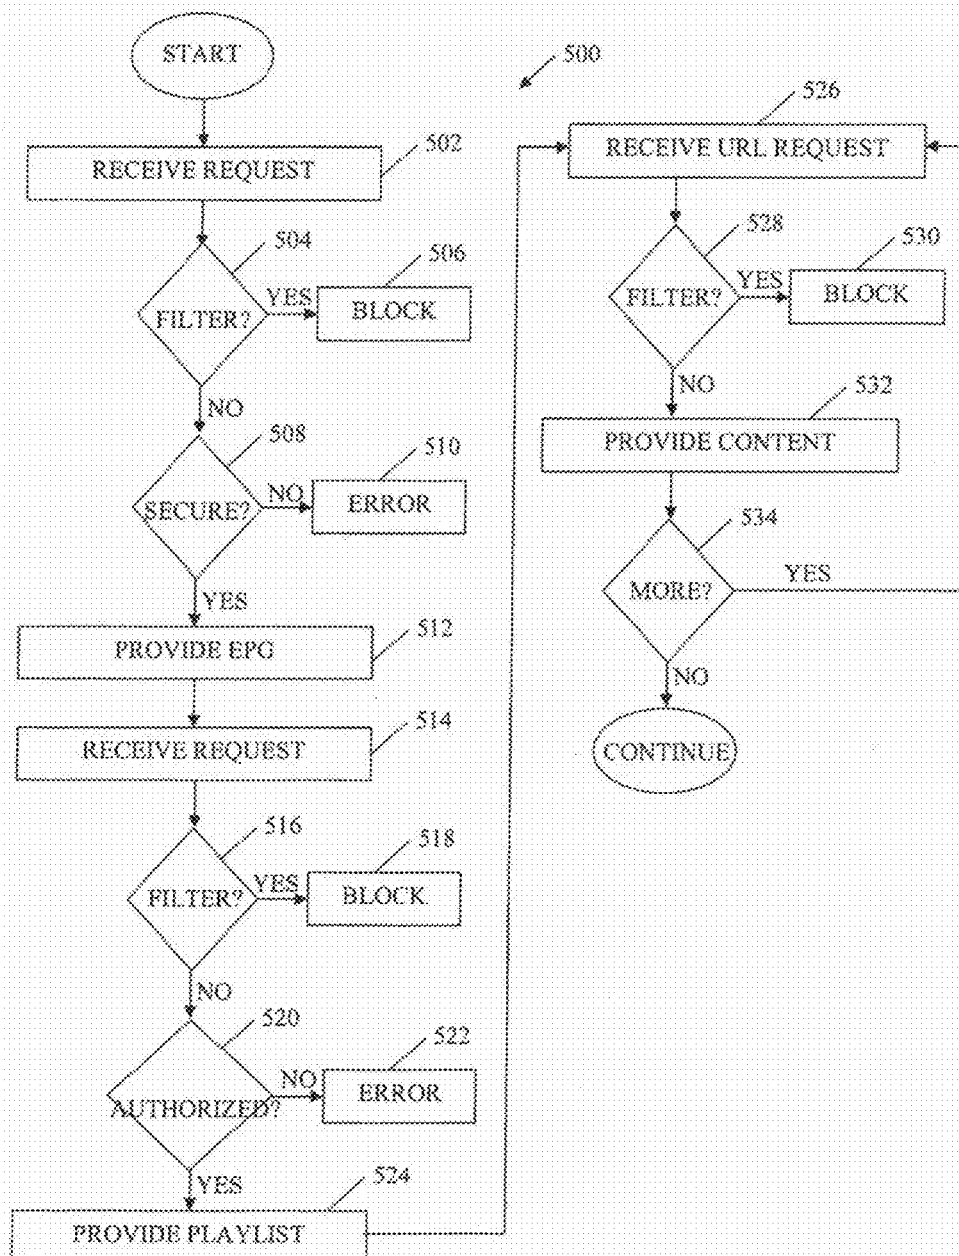 START
500
502
RECEIVE REQUEST
504
FILTER?
YES
506
BLOCK
NO
508
SECURE?
NO
510
ERROR
YES
512
PROVIDE EPG
514
RECEIVE REQUEST
516
FILTER?
YES
518
BLOCK
NO
520
AUTHORIZED?
NO
522
ERROR
YES
524
PROVIDE PLAYLIST
526
RECEIVE URL REQUEST
528
FILTER?
YES
530
BLOCK
NO
532
PROVIDE CONTENT
534
MORE?
YES
NO
CONTINUE